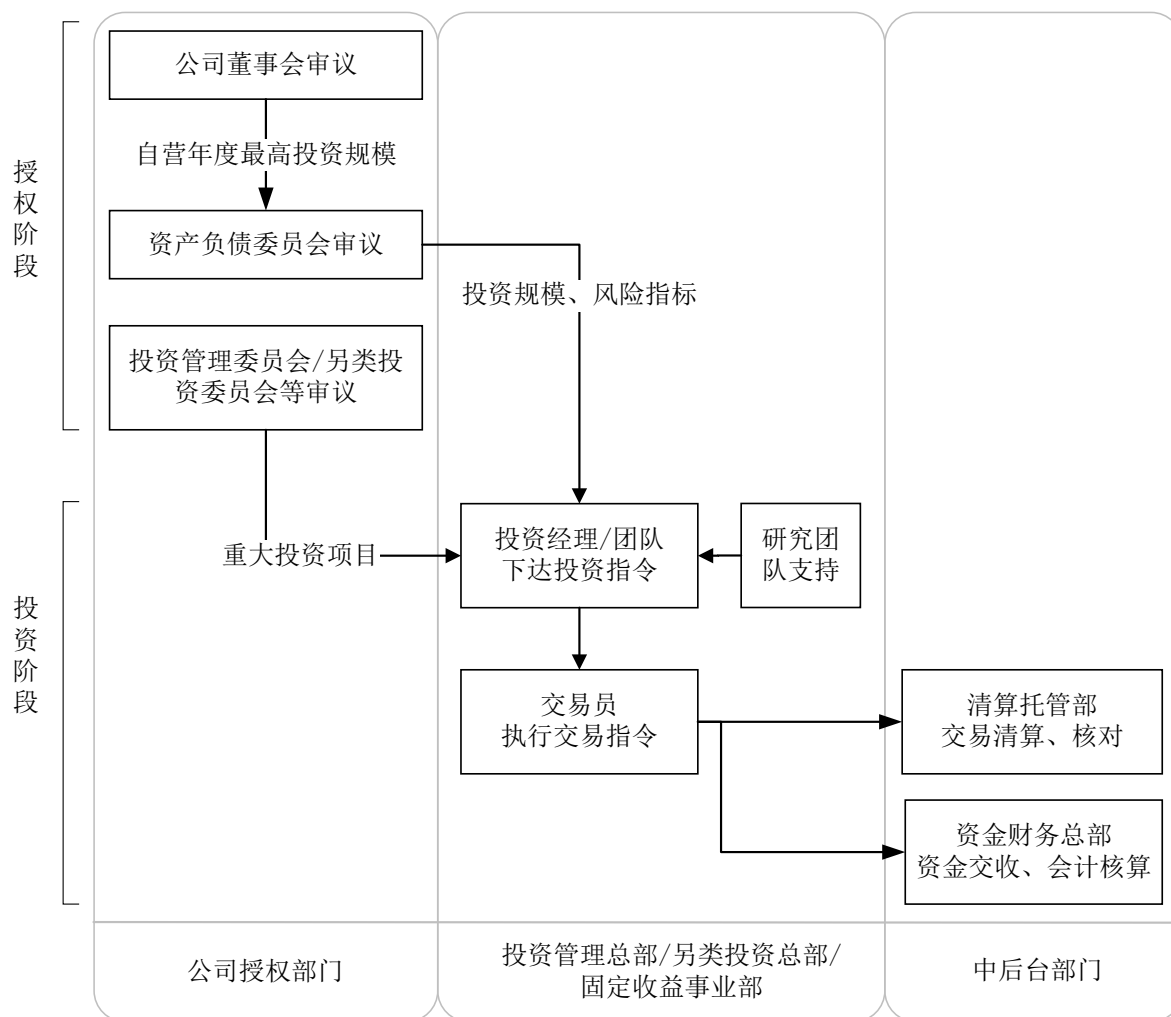 授权阶段
公司董事会审议
自营年度最高投资规模
资产负债委员会审议
投资规模、风险指标
投资管理委员会/另类投
资委员会等审议
投资阶段
重大投资项目
投资经理/团队
下达投资指令
研究团
队支持
交易员
执行交易指令
清算托管部
交易清算、核对
资金财务总部
资金交收、会计核算
公司授权部门
投资管理总部/另类投资总部/
固定收益事业部
中后台部门